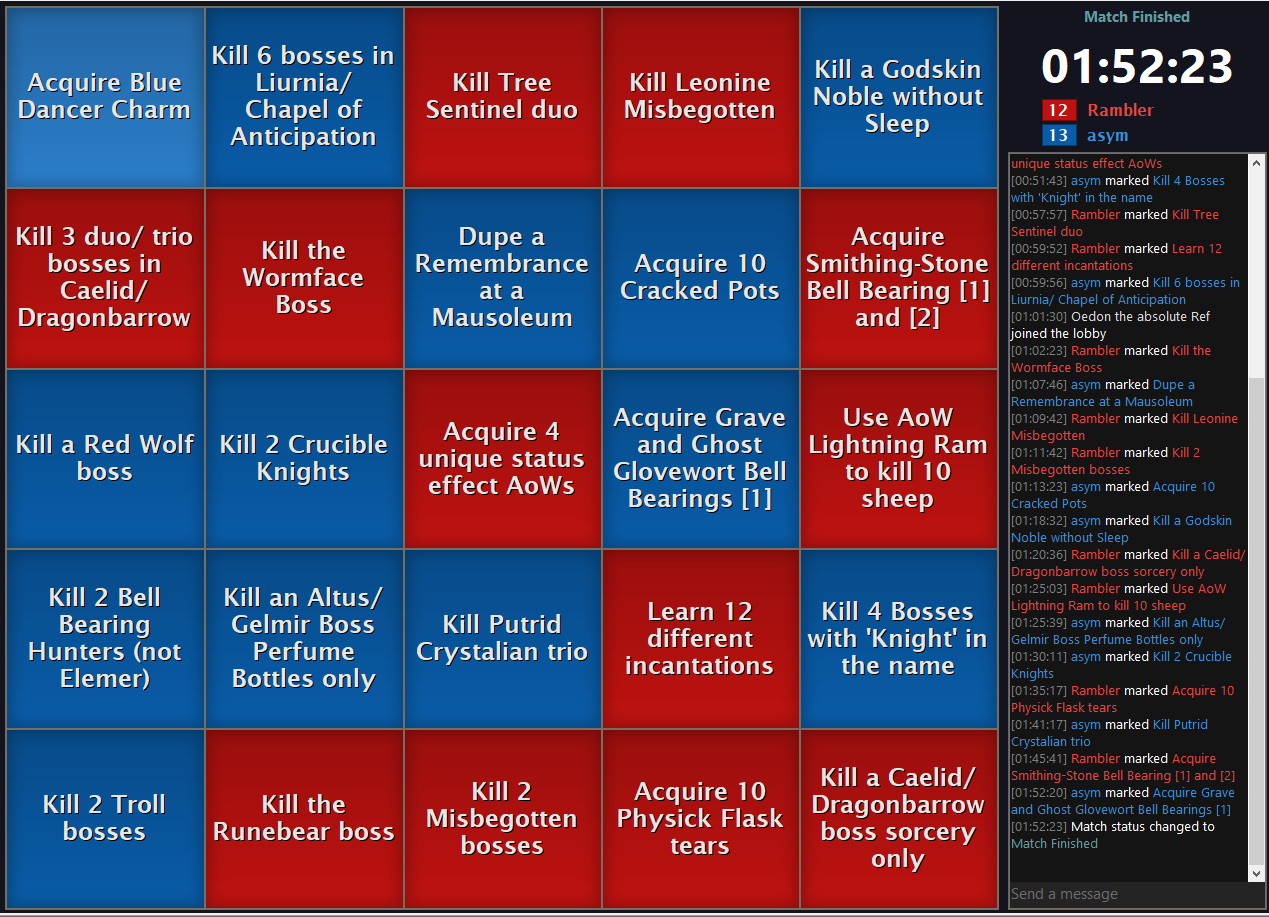 Acquire Blue
Dancer Charm
Kill 6 bosses in
Liurnia/
Chapel of
Anticipation
Kill Tree
Sentinel duo
Kill Leonine
Misbegotten
Kill a Godskin
Noble without
Sleep
Kill 3 duo/ trio
bosses in
Caelid/
Dragonbarrow
Kill the
Wormface
Boss
Dupe a
Remembrance
at a
Mausoleum
Acquire 10
Cracked Pots
Acquire
Smithing-Stone
Bell Bearing [1]
and [2]
Kill a Red Wolf
boss
Kill 2 Crucible
Knights
Acquire 4
unique status
effect AoWs
Acquire Grave
and Ghost
Glovewort Bell
Bearings [1]
Use AoW
Lightning Ram
to kill 10
sheep
Kill 2 Bell
Bearing
Hunters (not
Elemer)
Kill an Altus/
Gelmir Boss
Perfume
Bottles only
Kill Putrid
Crystalian trio
Learn 12
different
incantations
Kill 4 Bosses
with 'Knight' in
the name
Kill 2 Troll
bosses
Kill the
Runebear boss
Kill 2
Misbegotten
bosses
Acquire 10
Physick Flask
tears
Kill a Caelid/
Dragonbarrow
boss sorcery
only
Match Finished
01:52:23
12 Rambler
13 asym
unique status effect AoWs
[00:51:43] asym marked Kill 4 Bosses
with 'Knight' in the name
[00:57:57] Rambler marked Kill Tree
Sentinel duo
[00:59:52] Rambler marked Learn 12
different incantations
[00:59:56] asym marked Kill 6 bosses in
Liurnia/ Chapel of Anticipation
[01:01:30] Oedon the absolute Ref
joined the lobby
[01:02:23] Rambler marked Kill the
Wormface Boss
[01:07:46] asym marked Dupe a
Remembrance at a Mausoleum
[01:09:42] Rambler marked Kill Leonine
Misbegotten
[01:11:42] Rambler marked Kill 2
Misbegotten bosses
[01:13:23] asym marked Acquire 10
Cracked Pots
[01:18:32] asym marked Kill a Godskin
Noble without Sleep
[01:20:36] Rambler marked Kill a Caelid/
Dragonbarrow boss sorcery only
[01:25:03] Rambler marked Use AoW
Lightning Ram to kill 10 sheep
[01:25:39] asym marked Kill an Altus/
Gelmir Boss Perfume Bottles only
[01:30:11] asym marked Kill 2 Crucible
Knights
[01:35:17] Rambler marked Acquire 10
Physick Flask tears
[01:41:17] asym marked Kill Putrid
Crystalian trio
[01:45:41] Rambler marked Acquire
Smithing-Stone Bell Bearing [1] and [2]
[01:52:20] asym marked Acquire Grave
and Ghost Glovewort Bell Bearings [1]
[01:52:23] Match status changed to
Match Finished
Send a message